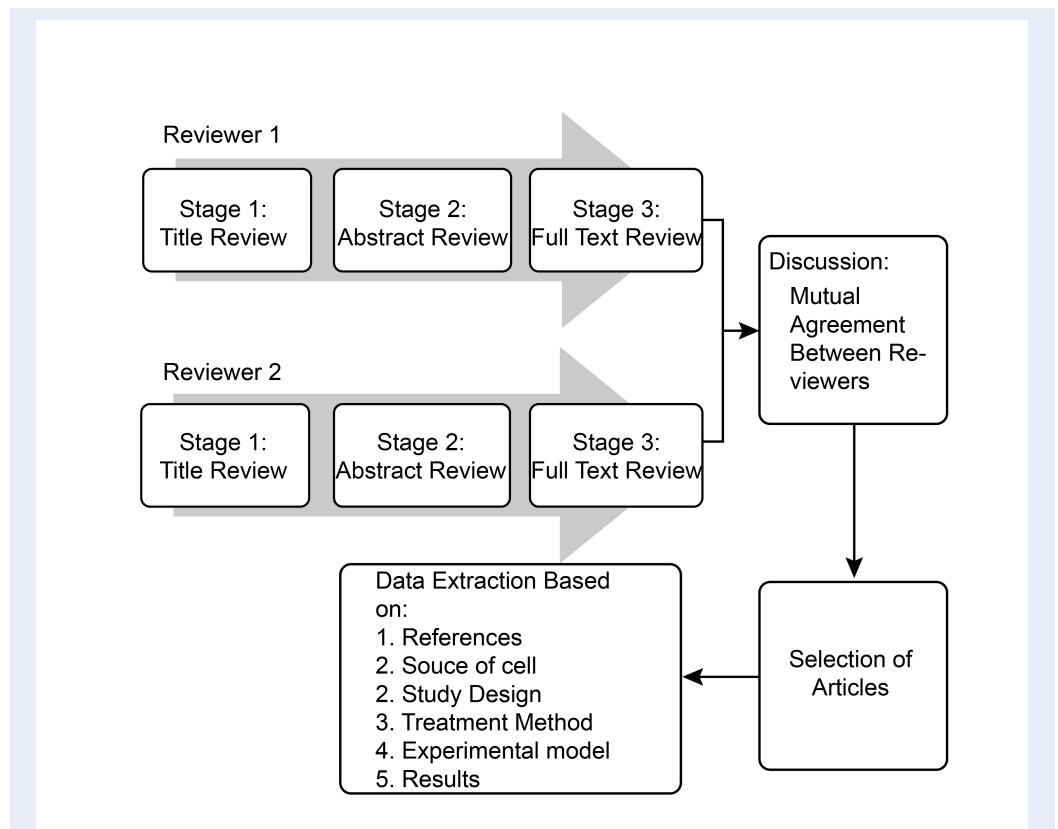 Reviewer 1
Stage 1:
Title Review
Stage 2:
Abstract Review
Stage 3:
Full Text Review
Reviewer 2
Stage 1:
Title Review
Stage 2:
Abstract Review
Stage 3:
Full Text Review
Discussion:
Mutual
Agreement
Between Re-
viewers
Selection of
Articles
Data Extraction Based
on:
1. References
2. Souce of cell
2. Study Design
3. Treatment Method
4. Experimental model
5. Results